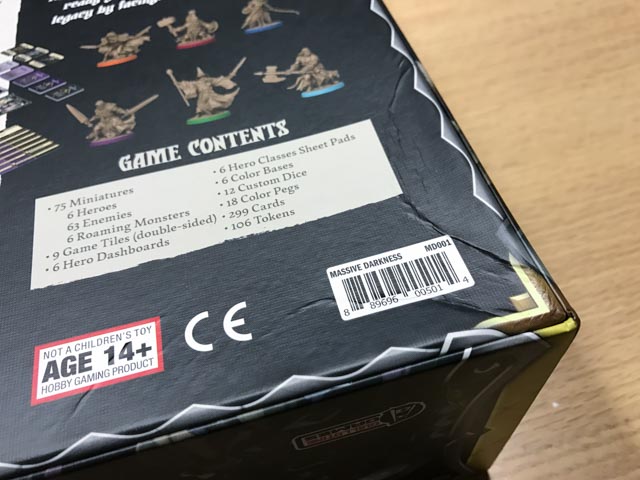 ready
legacy by facing
GAME CONTENTS
• 75 Miniatures
6 Heroes
63 Enemies
6 Roaming Monsters
• 9 Game Tiles (double-sided)
• 6 Hero Dashboards
• 6 Hero Classes Sheet Pads
• 6 Color Bases
• 12 Custom Dice
• 18 Color Pegs
• 299 Cards
• 106 Tokens
MASSIVE DARKNESS MD001
8 89696 00501 4
CE
NOT A CHILDREN'S TOY
AGE 14+
HOBBY GAMING PRODUCT